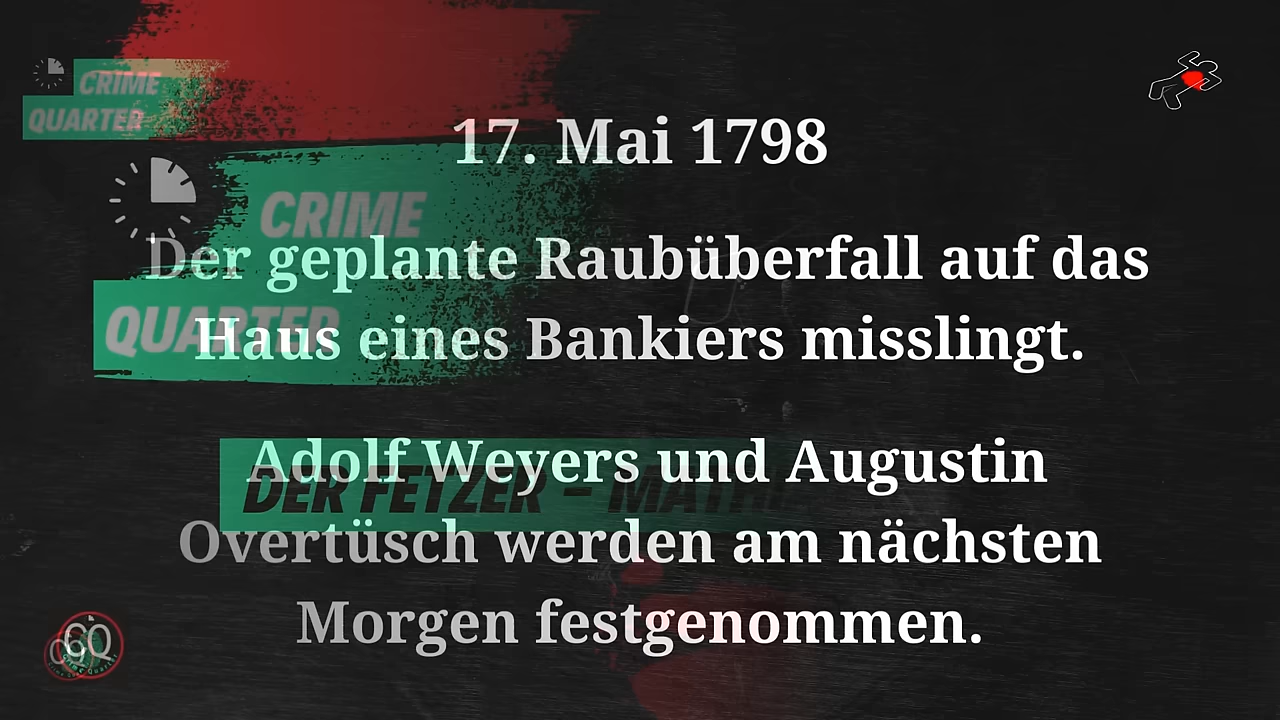 CRIME
QUARTER
17. Mai 1798
CRIME
Der geplante Raubüberfall auf das
QUARTER
Haus eines Bankiers misslingt.
Adolf Weyers und Augustin
DER FETZER –
Overtüsch werden am nächsten
Morgen festgenommen.
CQ